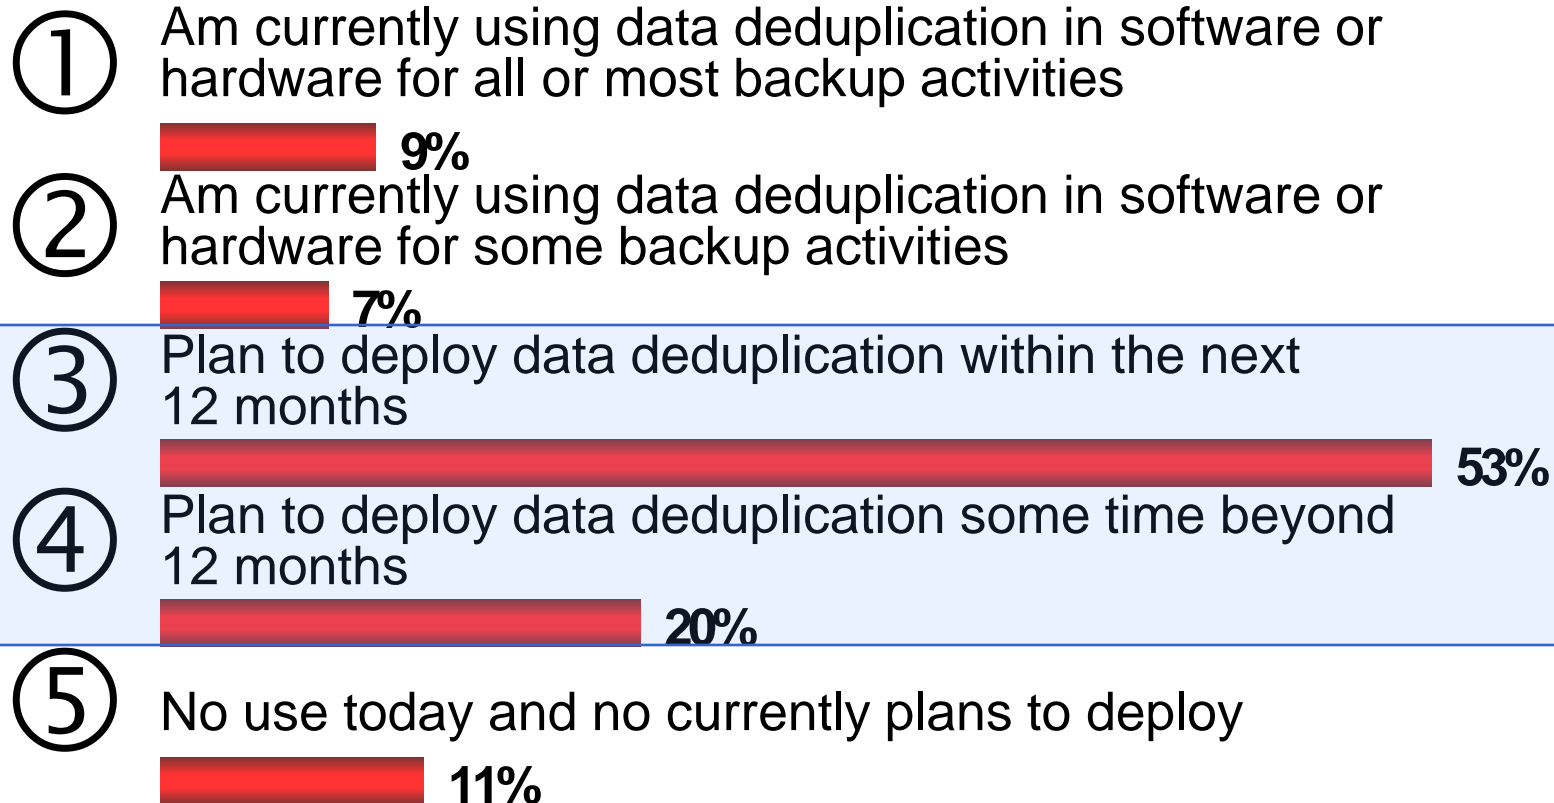 ① Am currently using data deduplication in software or
hardware for all or most backup activities
9%
② Am currently using data deduplication in software or
hardware for some backup activities
7%
③ Plan to deploy data deduplication within the next
12 months
53%
④ Plan to deploy data deduplication some time beyond
12 months
20%
⑤ No use today and no currently plans to deploy
11%